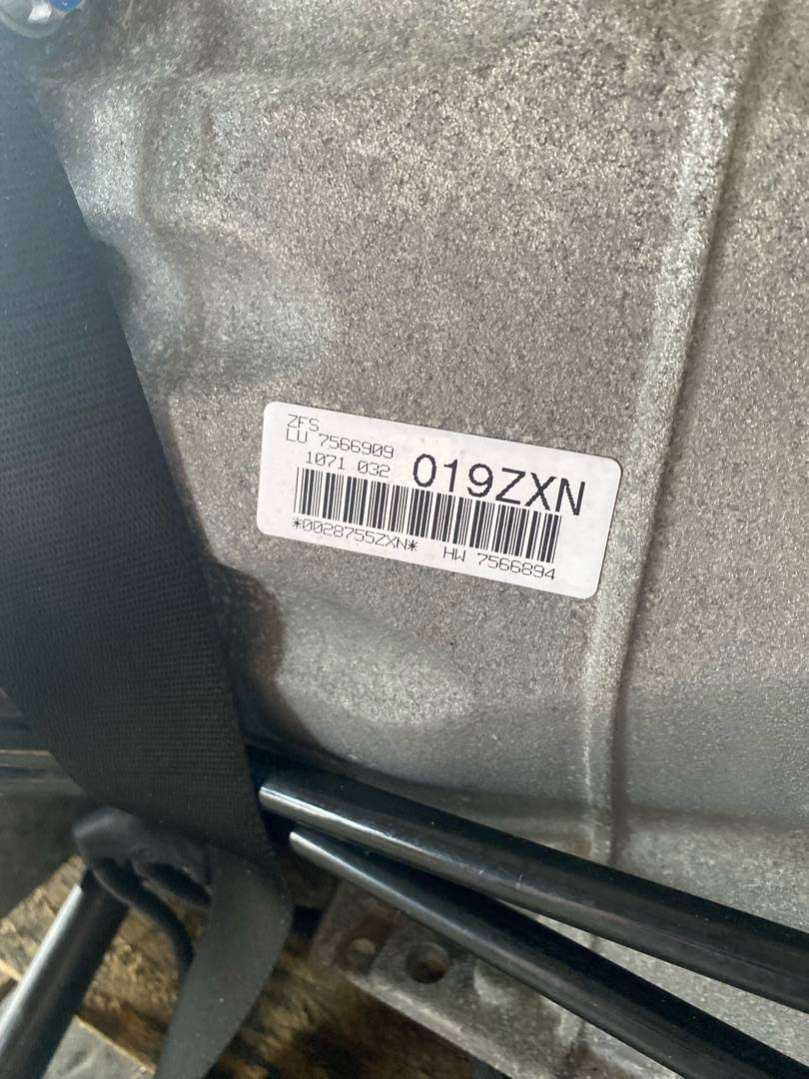 ZFS
LU 7566909
1071 032
019ZXN
*0028755ZXN* HW 7566894